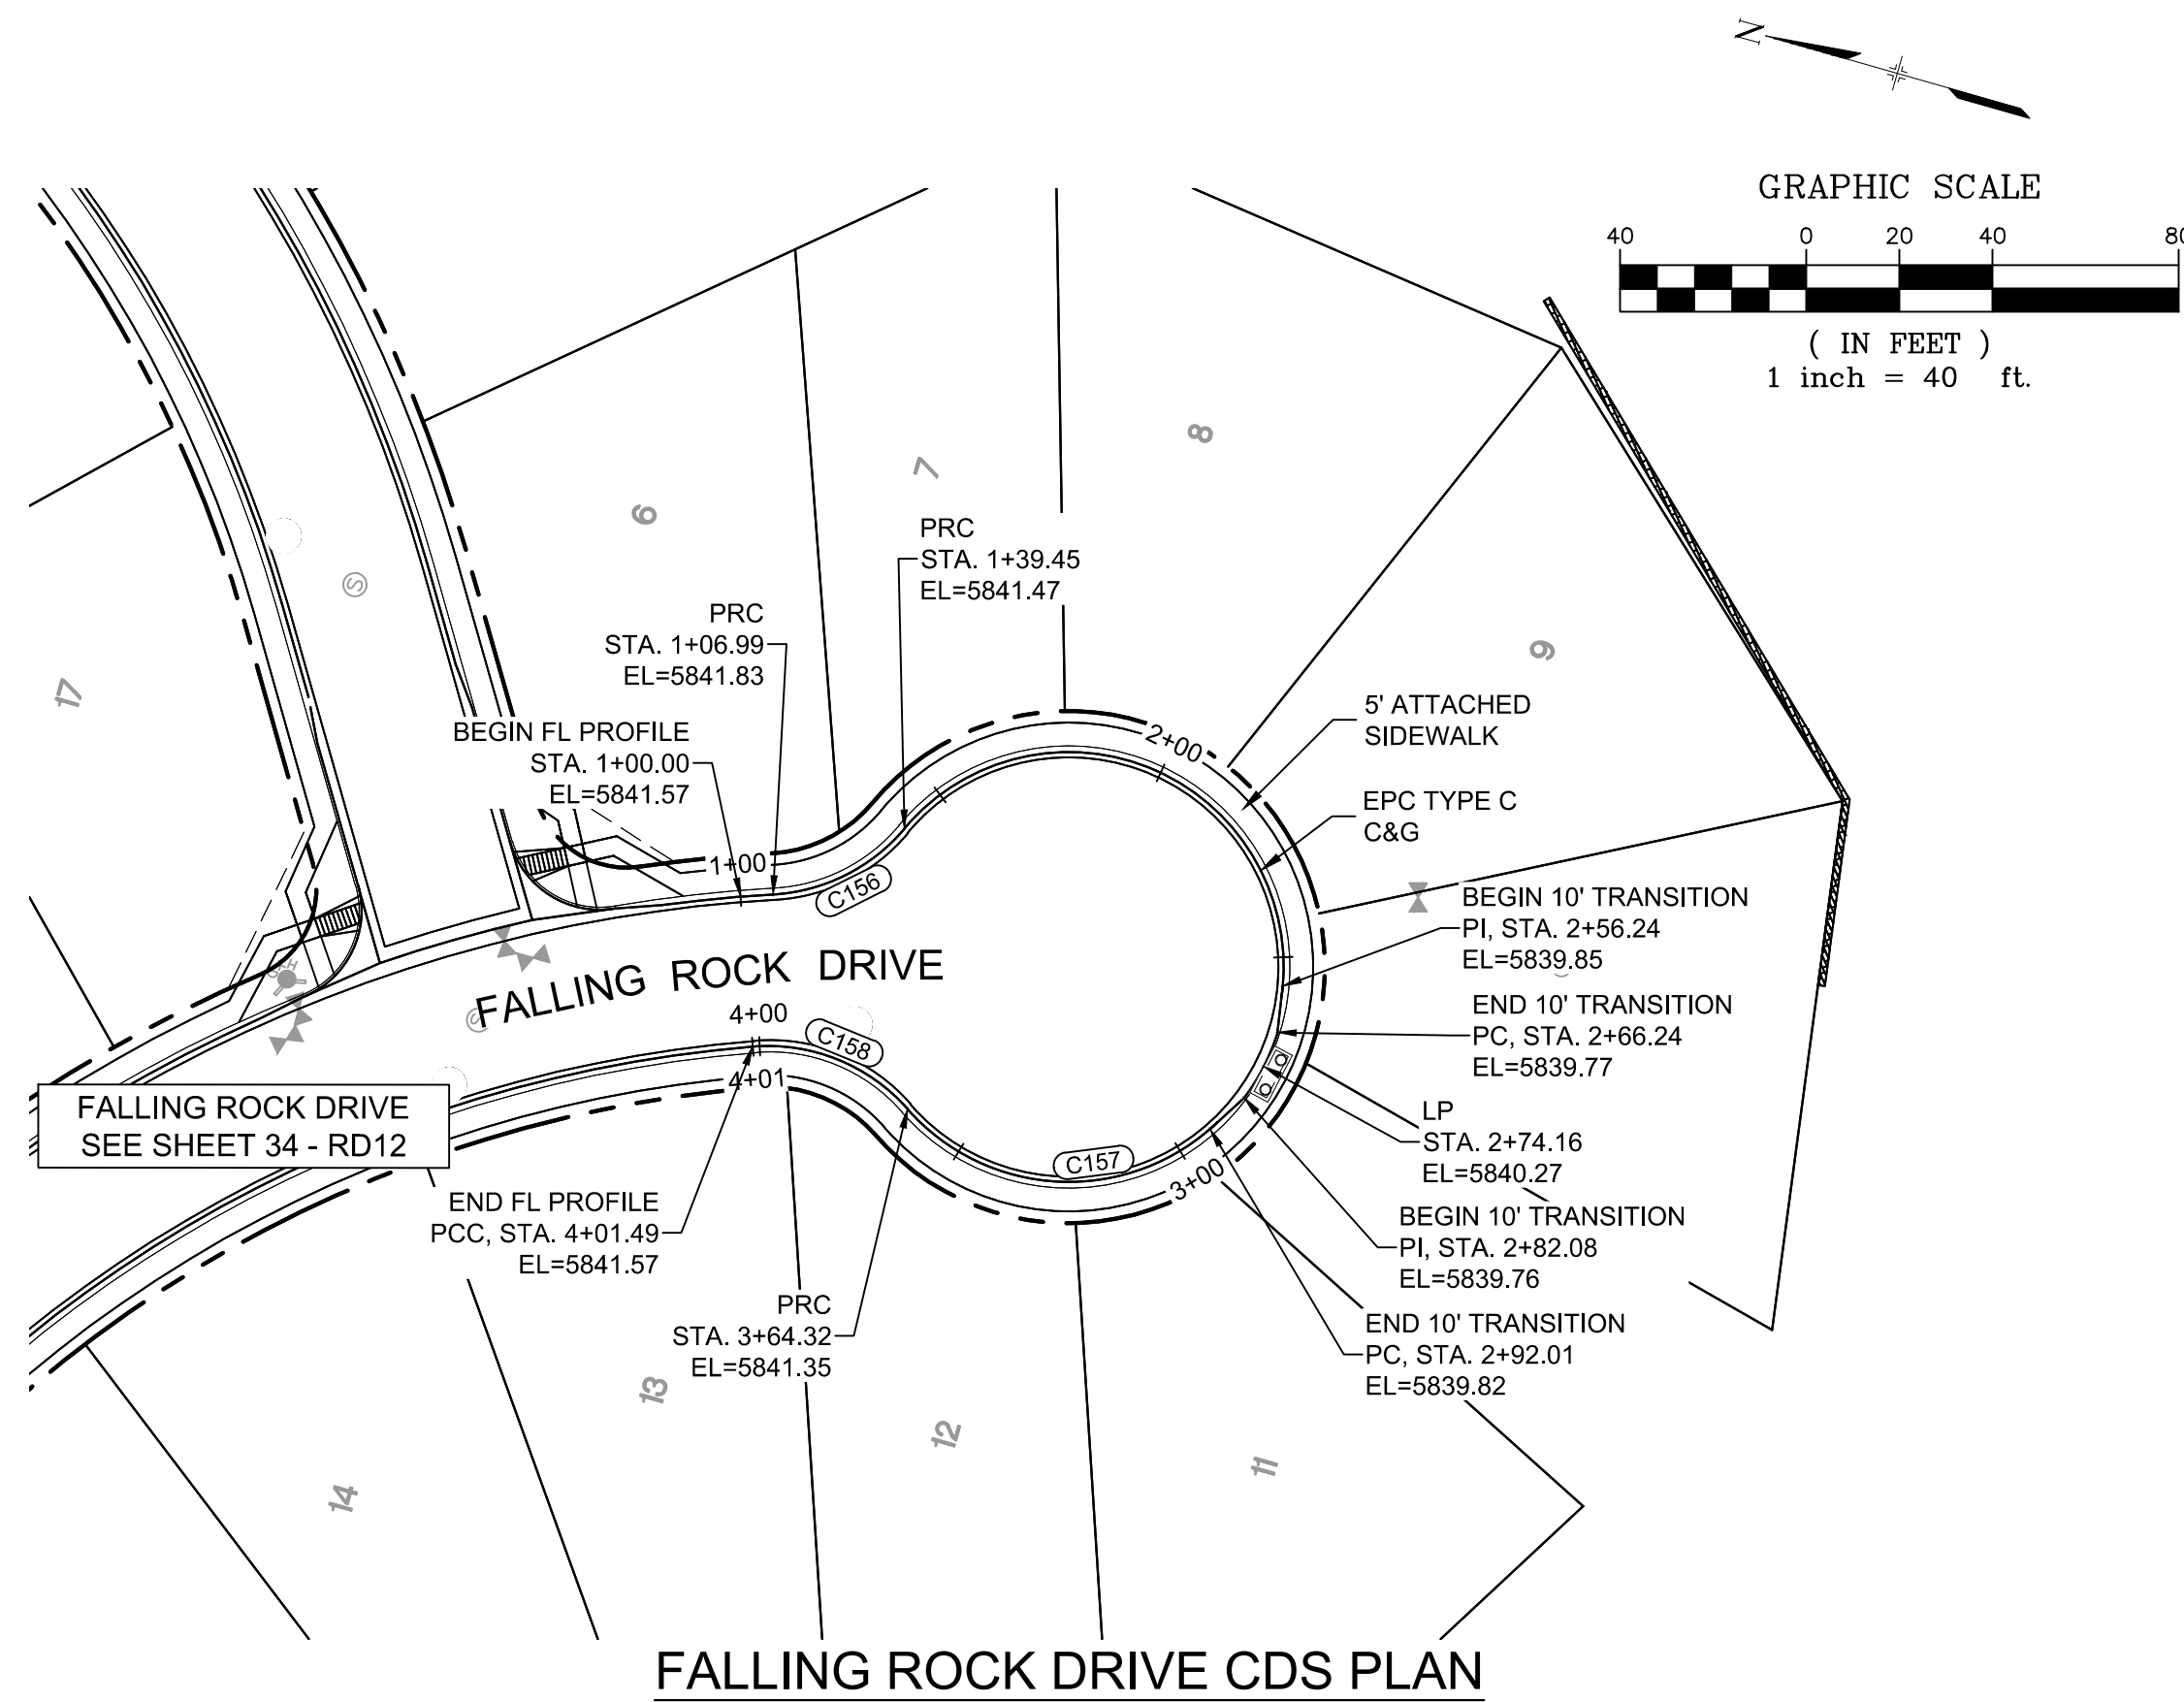 N
GRAPHIC SCALE
40 0 20 40 80
( IN FEET )
1 inch = 40 ft.
8
7
6
PRC
STA. 1+39.45
EL=5841.47
PRC
STA. 1+06.99
EL=5841.83
S
17
9
BEGIN FL PROFILE
STA. 1+00.00
EL=5841.57
5' ATTACHED
SIDEWALK
2+00
EPC TYPE C
C&G
1+00
C156
BEGIN 10' TRANSITION
PI, STA. 2+56.24
EL=5839.85
FALLING ROCK DRIVE
S
4+00
C158
4+01
END 10' TRANSITION
PC, STA. 2+66.24
EL=5839.77
FALLING ROCK DRIVE
SEE SHEET 34 - RD12
LP
STA. 2+74.16
EL=5840.27
C157
3+00
END FL PROFILE
PCC, STA. 4+01.49
EL=5841.57
BEGIN 10' TRANSITION
PI, STA. 2+82.08
EL=5839.76
PRC
STA. 3+64.32
EL=5841.35
END 10' TRANSITION
PC, STA. 2+92.01
EL=5839.82
13
12
11
14
FALLING ROCK DRIVE CDS PLAN